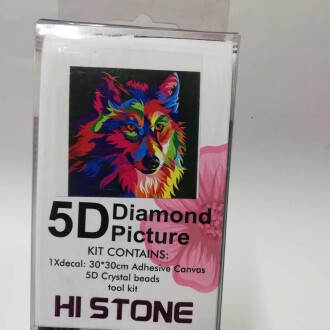 5D Diamond
Picture
KIT CONTAINS:
1Xdecal: 30*30cm Adhesive Canvas
5D Crystal beads
tool kit
HI STONE